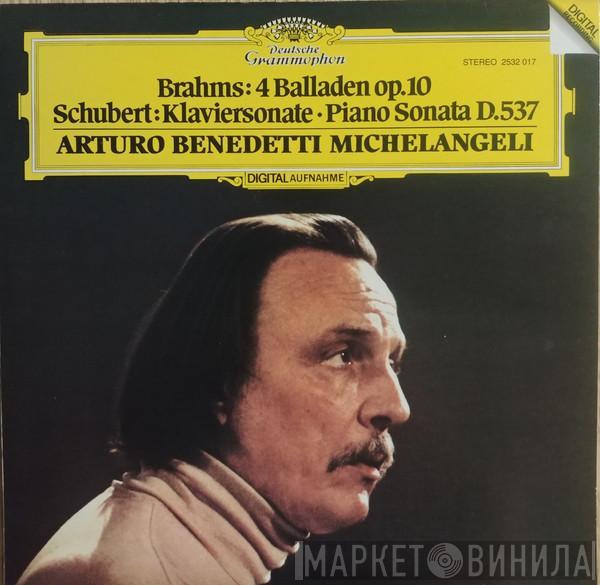 DIGITAL
RECORDING
Deutsche
Grammophon
STEREO 2532 017
Brahms: 4 Balladen op.10
Schubert: Klaviersonate · Piano Sonata D.537
ARTURO BENEDETTI MICHELANGELI
DIGITAL AUFNAHME
МАРКЕТ ВИНИЛА